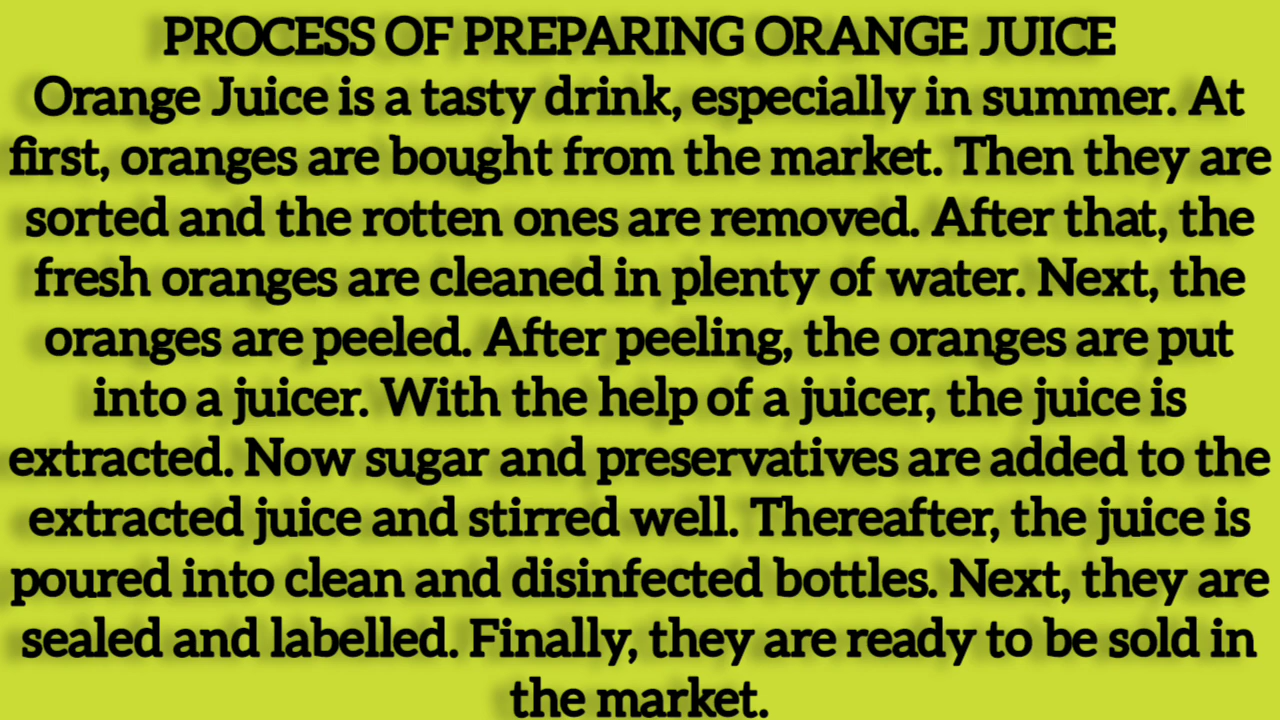 PROCESS OF PREPARING ORANGE JUICE
Orange Juice is a tasty drink, especially in summer. At
first, oranges are bought from the market. Then they are
sorted and the rotten ones are removed. After that, the
fresh oranges are cleaned in plenty of water. Next, the
oranges are peeled. After peeling, the oranges are put
into a juicer. With the help of a juicer, the juice is
extracted. Now sugar and preservatives are added to the
extracted juice and stirred well. Thereafter, the juice is
poured into clean and disinfected bottles. Next, they are
sealed and labelled. Finally, they are ready to be sold in
the market.